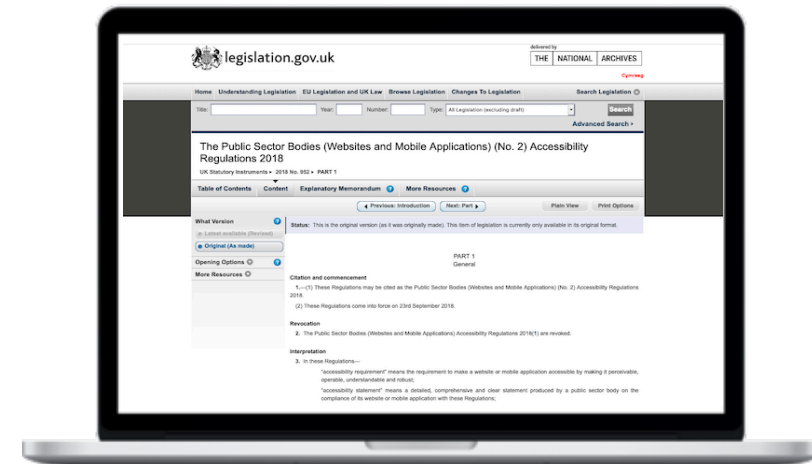 delivered by
legislation.gov.uk THE NATIONAL ARCHIVES
Cymraeg
Home Understanding Legislation EU Legislation and UK Law Browse Legislation Changes To Legislation Search Legislation
Title: Year: Number: Type: All Legislation (excluding draft) Search
Advanced Search
The Public Sector Bodies (Websites and Mobile Applications) (No. 2) Accessibility
Regulations 2018
UK Statutory Instruments 2018 No. 952 PART 1
Table of Contents Content Explanatory Memorandum ? More Resources ?
Previous: Introduction Next: Part Plain View Print Options
What Version ?
Latest available (Revised)
Original (As made)
Opening Options
More Resources
?
Status: This is the original version (as it was originally made). This item of legislation is currently only available in its original format.
PART 1
General
Citation and commencement
1.—(1) These Regulations may be cited as the Public Sector Bodies (Websites and Mobile Applications) (No. 2) Accessibility Regulations
2018.
(2) These Regulations come into force on 23rd September 2018.
Revocation
2. The Public Sector Bodies (Websites and Mobile Applications) Accessibility Regulations 2018(1) are revoked.
Interpretation
3. In these Regulations—
"accessibility requirement" means the requirement to make a website or mobile application accessible by making it perceivable,
operable, understandable and robust;
"accessibility statement" means a detailed, comprehensive and clear statement produced by a public sector body on the
compliance of its website or mobile application with these Regulations;